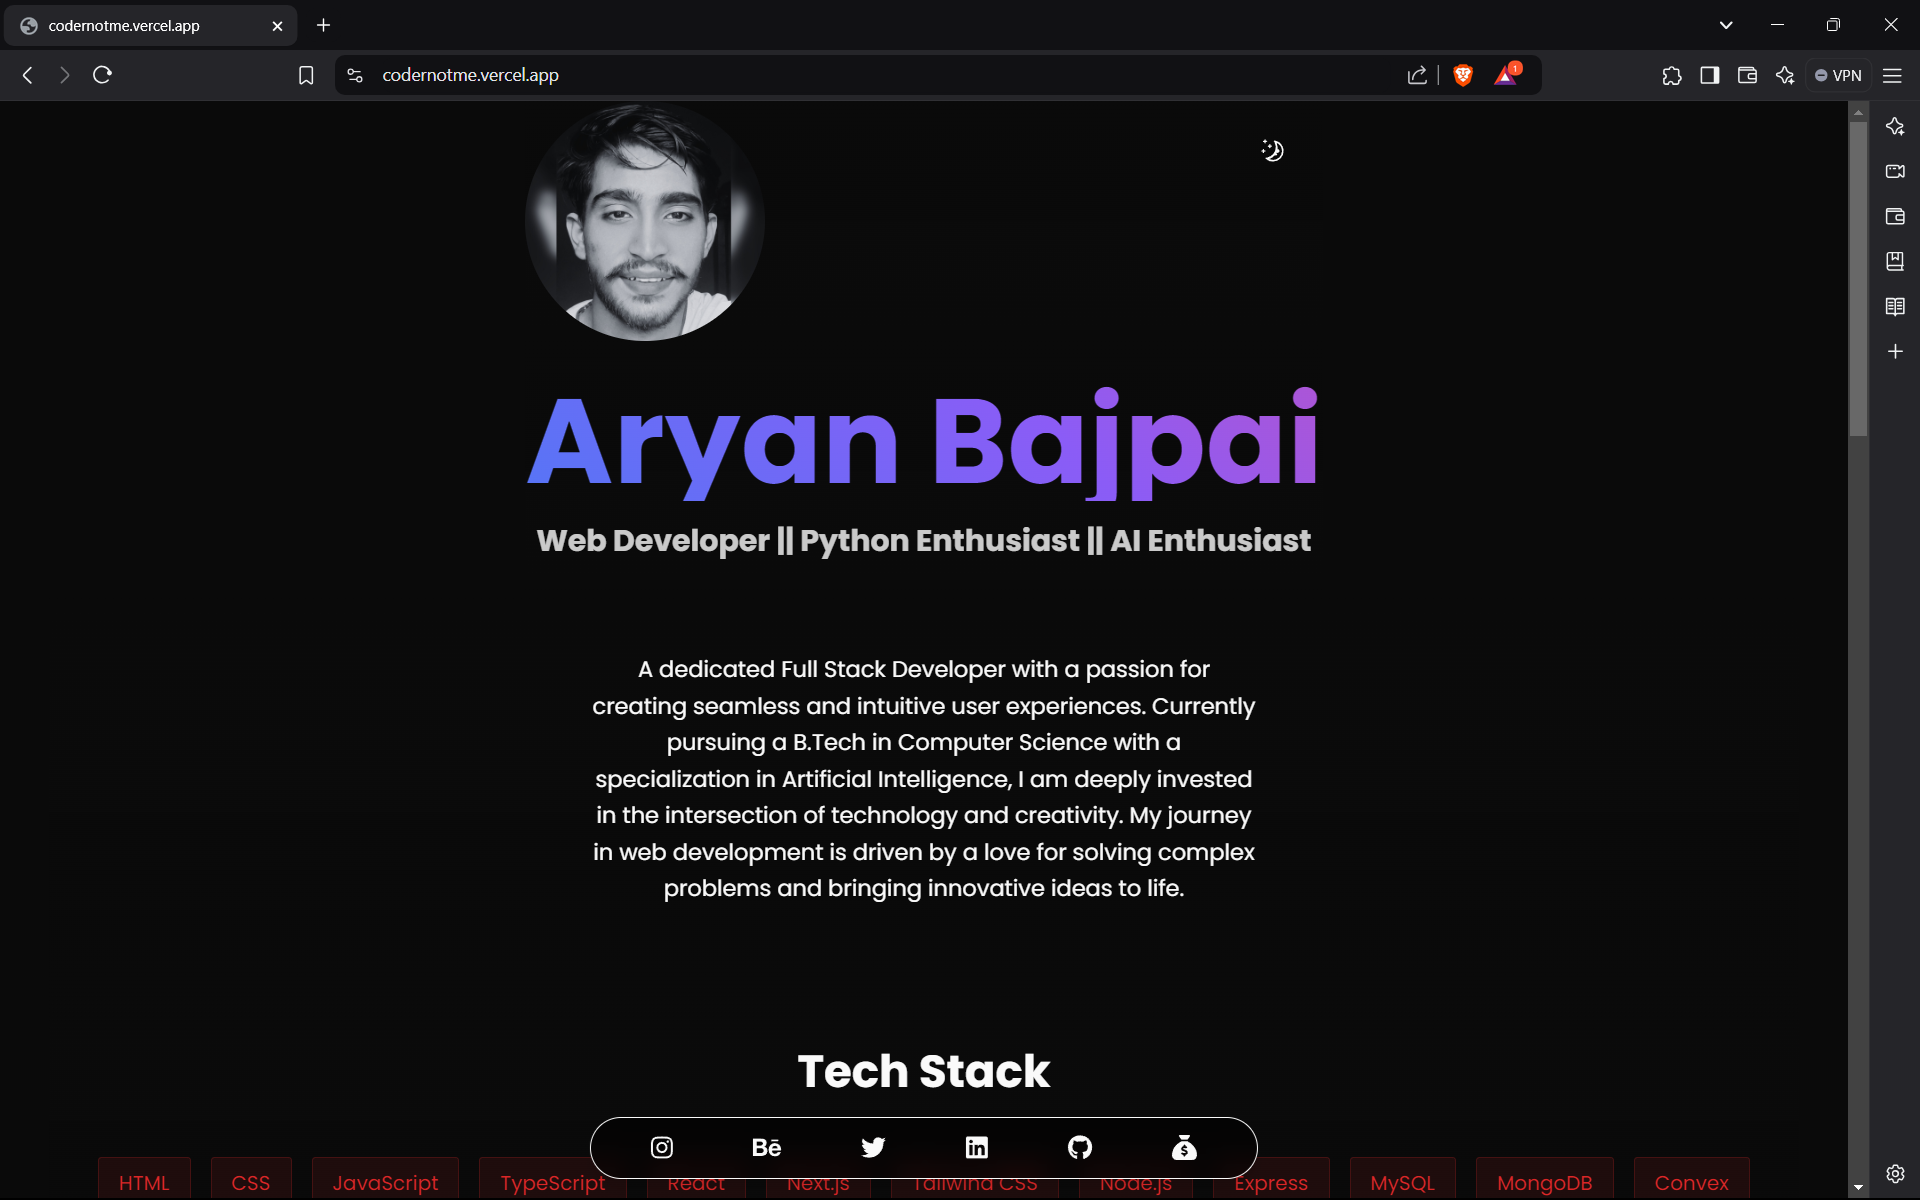 codernotme.vercel.app
codernotme.vercel.app
1
VPN
Aryan Bajpai
Web Developer || Python Enthusiast || AI Enthusiast
A dedicated Full Stack Developer with a passion for
creating seamless and intuitive user experiences. Currently
pursuing a B.Tech in Computer Science with a
specialization in Artificial Intelligence, I am deeply invested
in the intersection of technology and creativity. My journey
in web development is driven by a love for solving complex
problems and bringing innovative ideas to life.
Tech Stack
Bē
HTML CSS JavaScript TypeScript React Next.js Tailwind CSS Node.js Express MySQL MongoDB Convex